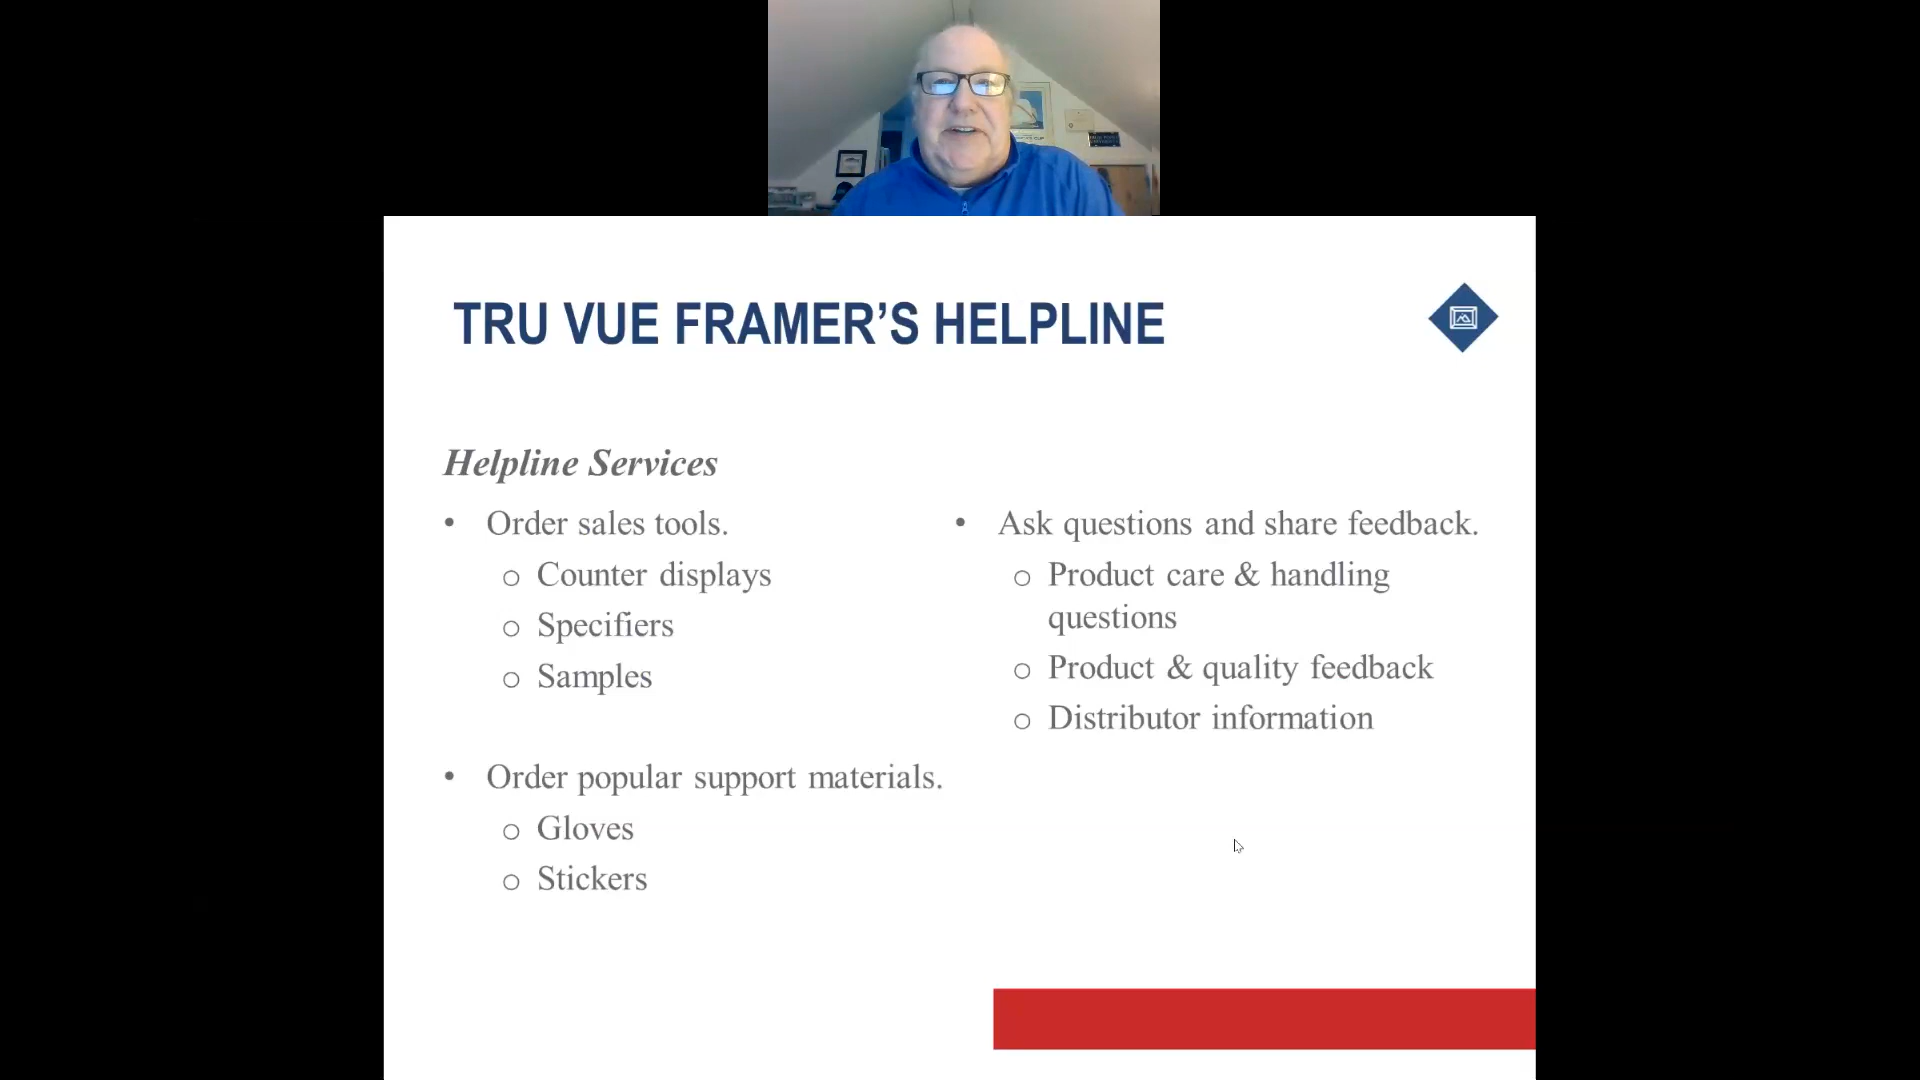 TRU VUE FRAMER’S HELPLINE
Helpline Services
• Order sales tools.
o Counter displays
o Specifiers
o Samples
• Order popular support materials.
o Gloves
o Stickers
• Ask questions and share feedback.
o Product care & handling
questions
o Product & quality feedback
o Distributor information